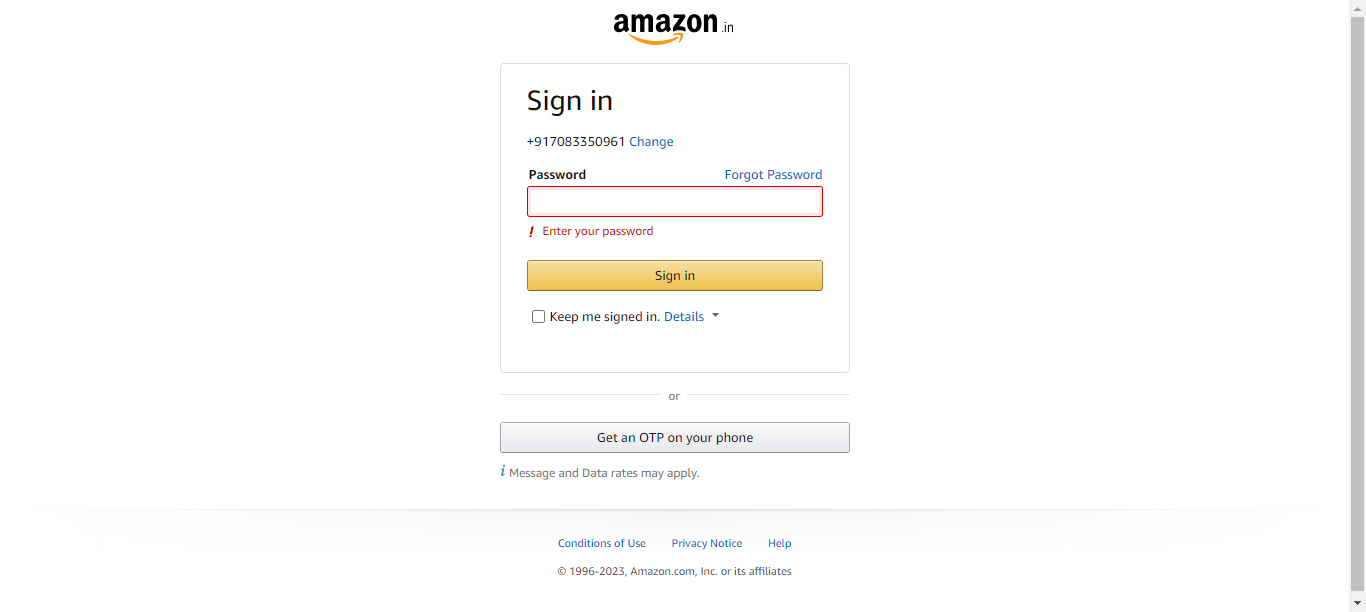 amazon.in
Sign in
+917083350961 Change
Password Forgot Password
! Enter your password
Sign in
Keep me signed in. Details
or
Get an OTP on your phone
i Message and Data rates may apply.
Conditions of Use Privacy Notice Help
© 1996-2023, Amazon.com, Inc. or its affiliates